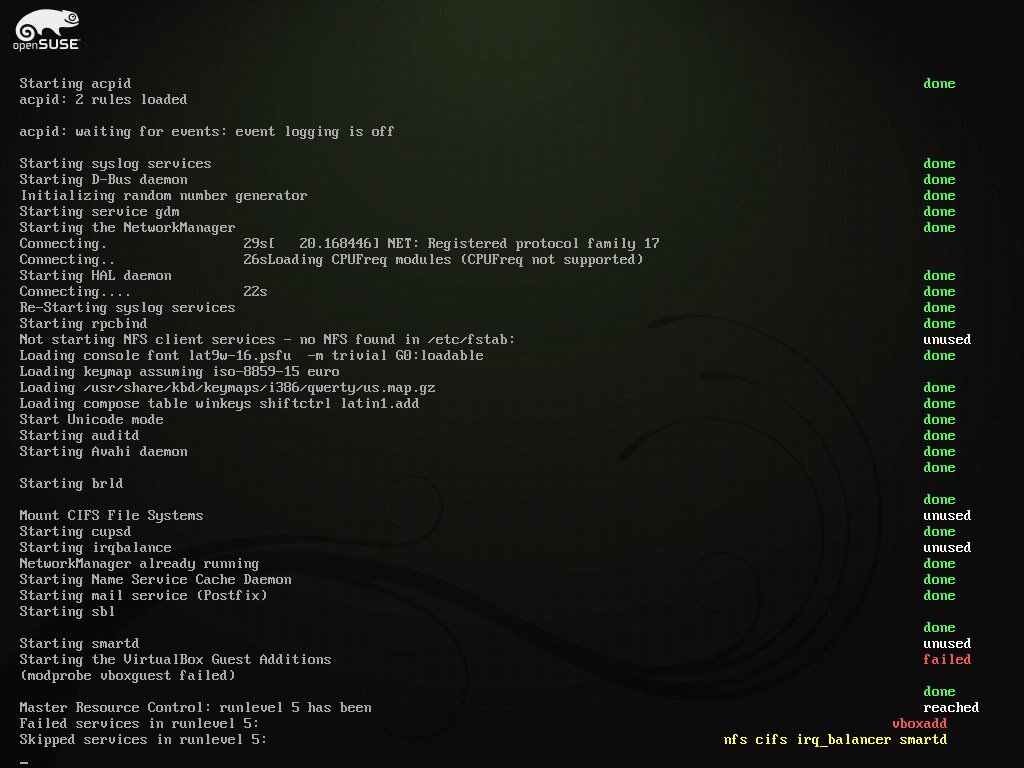 openSUSE
Starting acpid done
acpid: 2 rules loaded
acpid: waiting for events: event logging is off
Starting syslog services done
Starting D-Bus daemon done
Initializing random number generator done
Starting service gdm done
Starting the NetworkManager done
Connecting. 29s[ 20.168446] NET: Registered protocol family 17
Connecting.. 26sLoading CPUFreq modules (CPUFreq not supported)
Starting HAL daemon done
Connecting.... 22s done
Re-Starting syslog services done
Starting rpcbind done
Not starting NFS client services - no NFS found in /etc/fstab: unused
Loading console font lat9w-16.psfu -m trivial G0:loadable done
Loading keymap assuming iso-8859-15 euro
Loading /usr/share/kbd/keymaps/i386/qwerty/us.map.gz done
Loading compose table winkeys shiftctrl latin1.add done
Start Unicode mode done
Starting auditd done
Starting Avahi daemon done
done
Starting brld
done
Mount CIFS File Systems unused
Starting cupsd done
Starting irqbalance unused
NetworkManager already running done
Starting Name Service Cache Daemon done
Starting mail service (Postfix) done
Starting sbl
done
Starting smartd unused
Starting the VirtualBox Guest Additions failed
(modprobe vboxguest failed)
done
Master Resource Control: runlevel 5 has been reached
Failed services in runlevel 5: vboxadd
Skipped services in runlevel 5: nfs cifs irq_balancer smartd
_